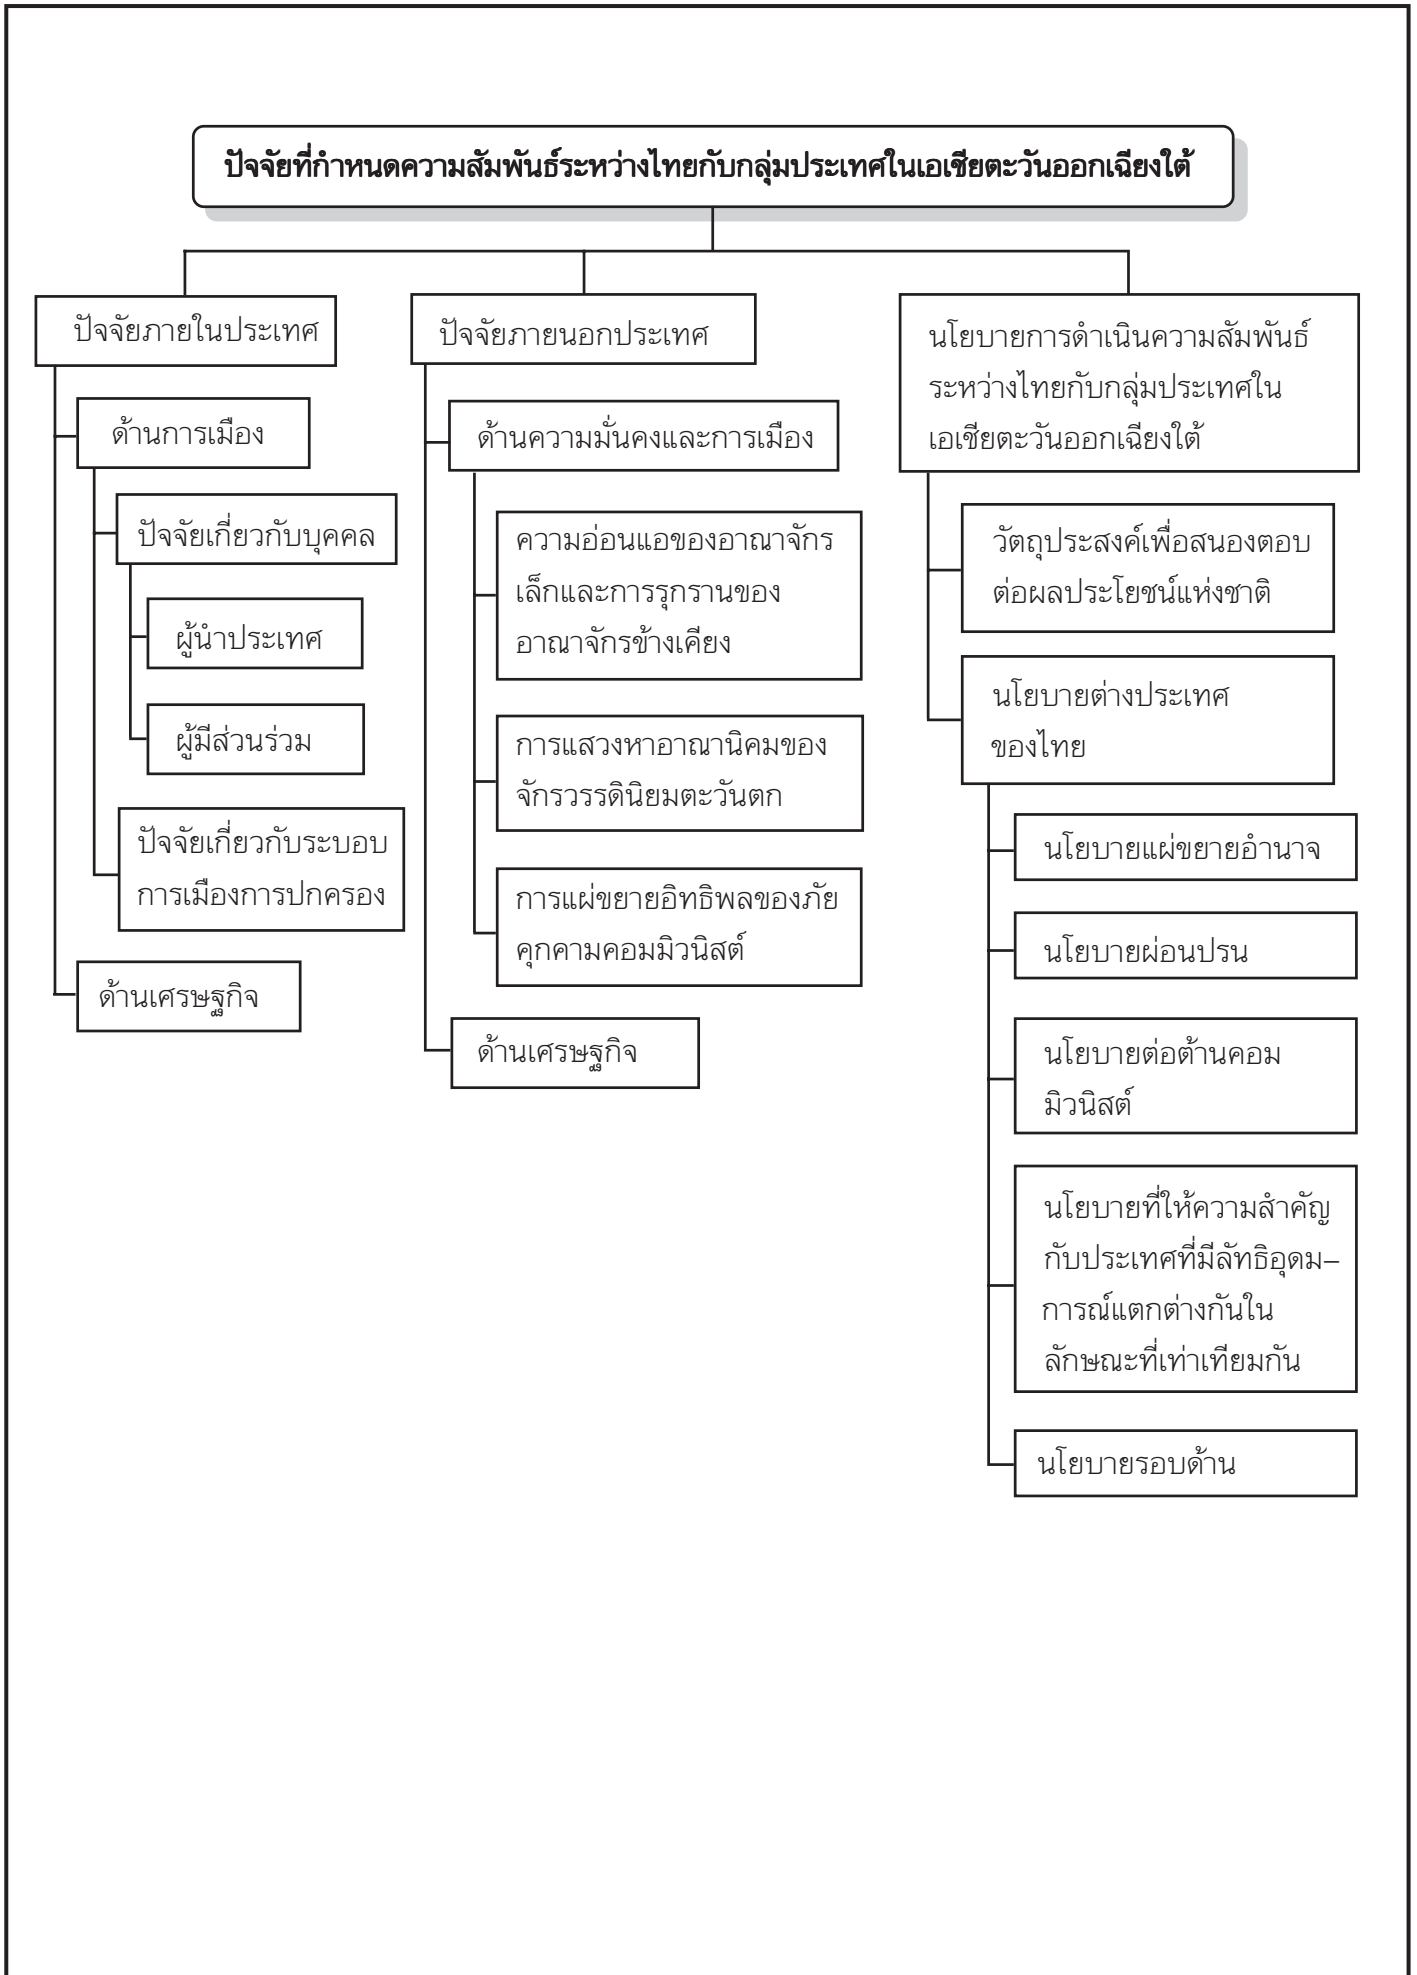 ปัจจัยที่กำหนดความสัมพันธ์ระหว่างไทยกับกลุ่มประเทศในเอเชียตะวันออกเฉียงใต้
ปัจจัยภายในประเทศ
ด้านการเมือง
ปัจจัยเกี่ยวกับบุคคล
ผู้นำประเทศ
ผู้มีส่วนร่วม
ปัจจัยเกี่ยวกับระบอบ
การเมืองการปกครอง
ด้านเศรษฐกิจ
ปัจจัยภายนอกประเทศ
ด้านความมั่นคงและการเมือง
ความอ่อนแอของอาณาจักร
เล็กและการรุกรานของ
อาณาจักรข้างเคียง
การแสวงหาอาณานิคมของ
จักรวรรดินิยมตะวันตก
การแผ่ขยายอิทธิพลของภัย
คุกคามคอมมิวนิสต์
ด้านเศรษฐกิจ
นโยบายการดำเนินความสัมพันธ์
ระหว่างไทยกับกลุ่มประเทศใน
เอเชียตะวันออกเฉียงใต้
วัตถุประสงค์เพื่อสนองตอบ
ต่อผลประโยชน์แห่งชาติ
นโยบายต่างประเทศ
ของไทย
นโยบายแผ่ขยายอำนาจ
นโยบายผ่อนปรน
นโยบายต่อต้านคอม
มิวนิสต์
นโยบายที่ให้ความสำคัญ
กับประเทศที่มีลัทธิอุดม–
การณ์แตกต่างกันใน
ลักษณะที่เท่าเทียมกัน
นโยบายรอบด้าน